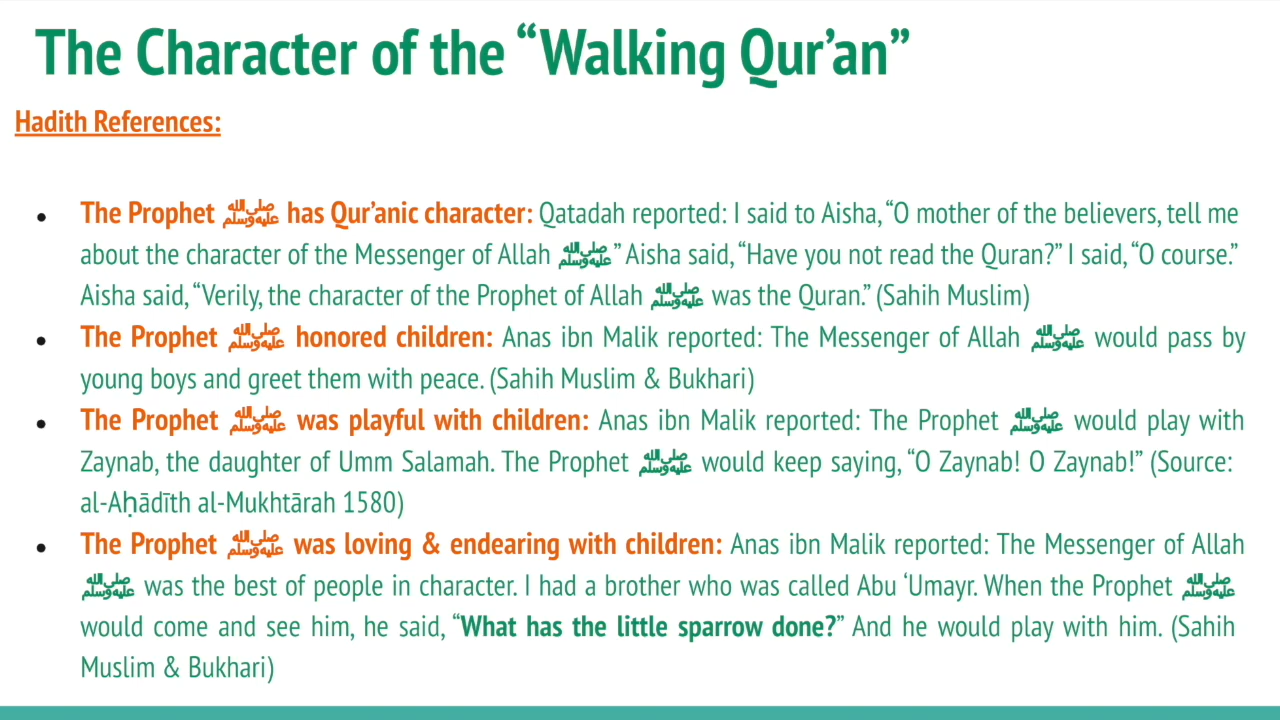 The Character of the “Walking Qur’an”
Hadith References:
● The Prophet ﷺ has Qur’anic character: Qatadah reported: I said to Aisha, “O mother of the believers, tell me
about the character of the Messenger of Allah ﷺ” Aisha said, “Have you not read the Quran?” I said, “O course.”
Aisha said, “Verily, the character of the Prophet of Allah ﷺ was the Quran.” (Sahih Muslim)
● The Prophet ﷺ honored children: Anas ibn Malik reported: The Messenger of Allah ﷺ would pass by
young boys and greet them with peace. (Sahih Muslim & Bukhari)
● The Prophet ﷺ was playful with children: Anas ibn Malik reported: The Prophet ﷺ would play with
Zaynab, the daughter of Umm Salamah. The Prophet ﷺ would keep saying, “O Zaynab! O Zaynab!” (Source:
al-Aḥādīth al-Mukhtārah 1580)
● The Prophet ﷺ was loving & endearing with children: Anas ibn Malik reported: The Messenger of Allah
ﷺ was the best of people in character. I had a brother who was called Abu ‘Umayr. When the Prophet ﷺ
would come and see him, he said, “What has the little sparrow done?” And he would play with him. (Sahih
Muslim & Bukhari)